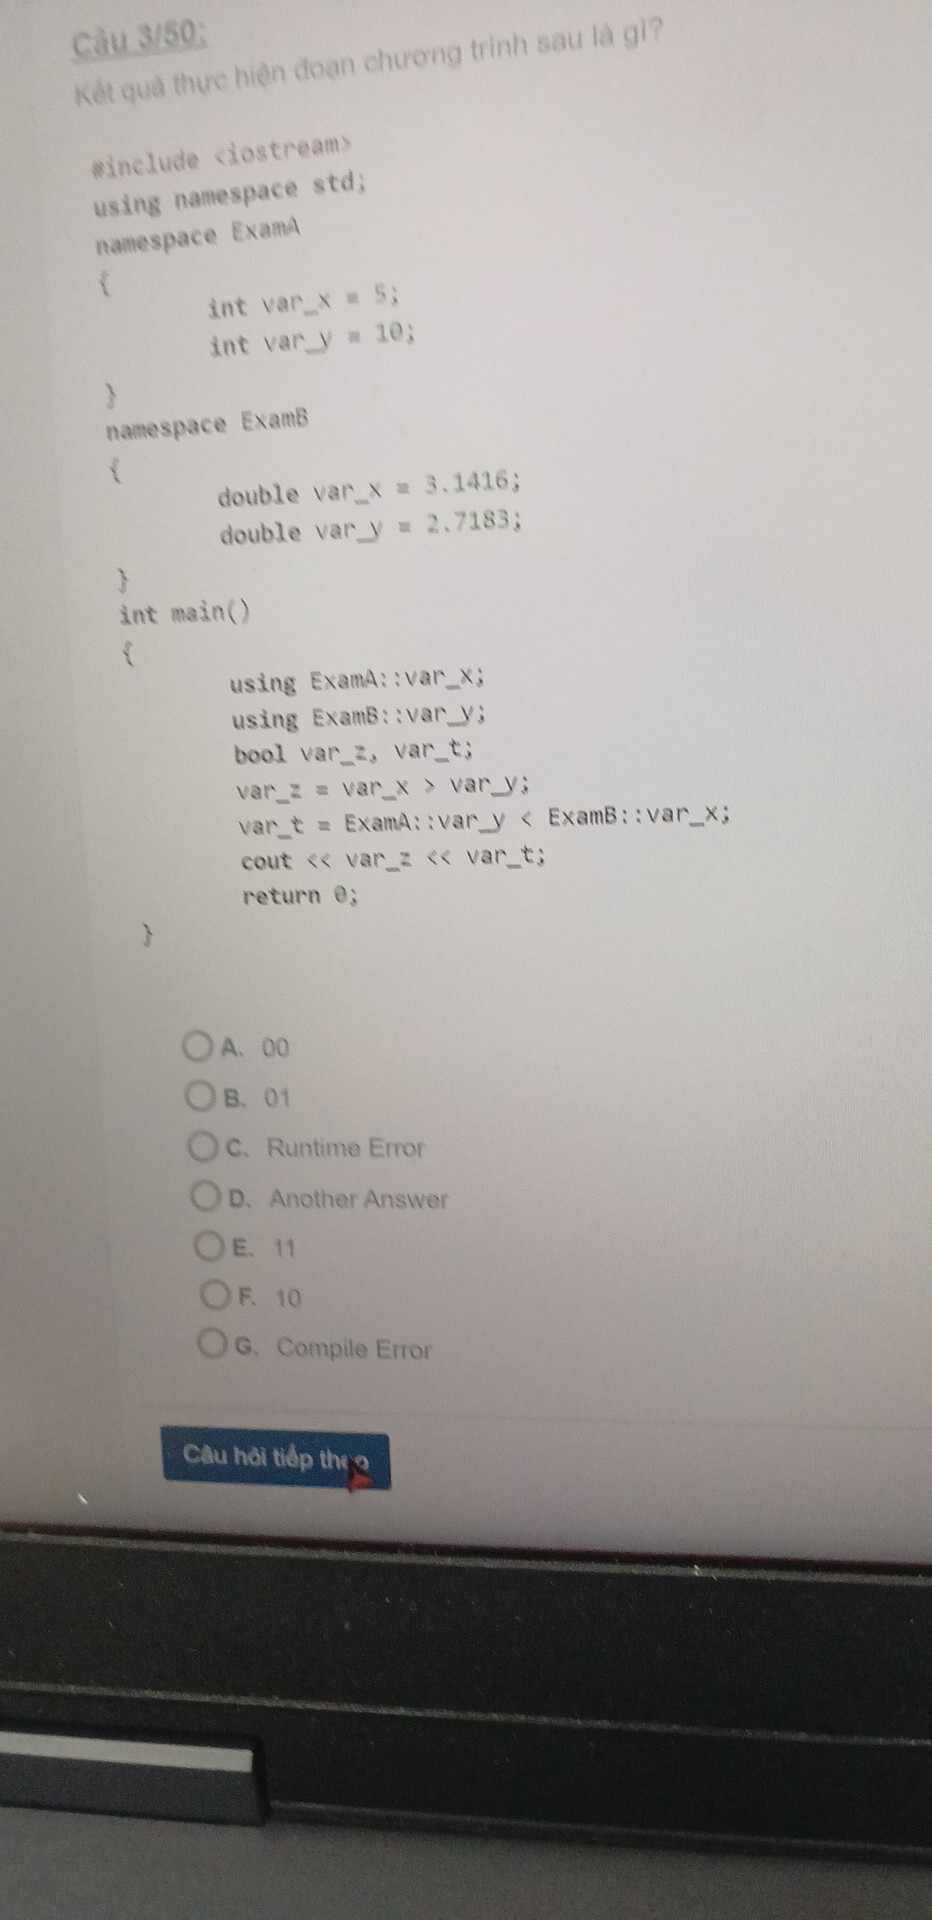 Câu 3/50:
Kết quả thực hiện đoạn chương trình sau là gì?
#include <iostream>
using namespace std;
namespace ExamA
{
int var_x = 5;
int var_y = 10;
}
namespace ExamB
{
double var_x = 3.1416;
double var_y = 2.7183;
}
int main()
{
using ExamA::var_x;
using ExamB::var_y;
bool var_z, var_t;
var_z = var_x > var_y;
var_t = ExamA::var_y < ExamB::var_x;
cout << var_z << var_t;
return 0;
}
A. 00
B. 01
C. Runtime Error
D. Another Answer
E. 11
F. 10
G. Compile Error
Câu hỏi tiếp theo